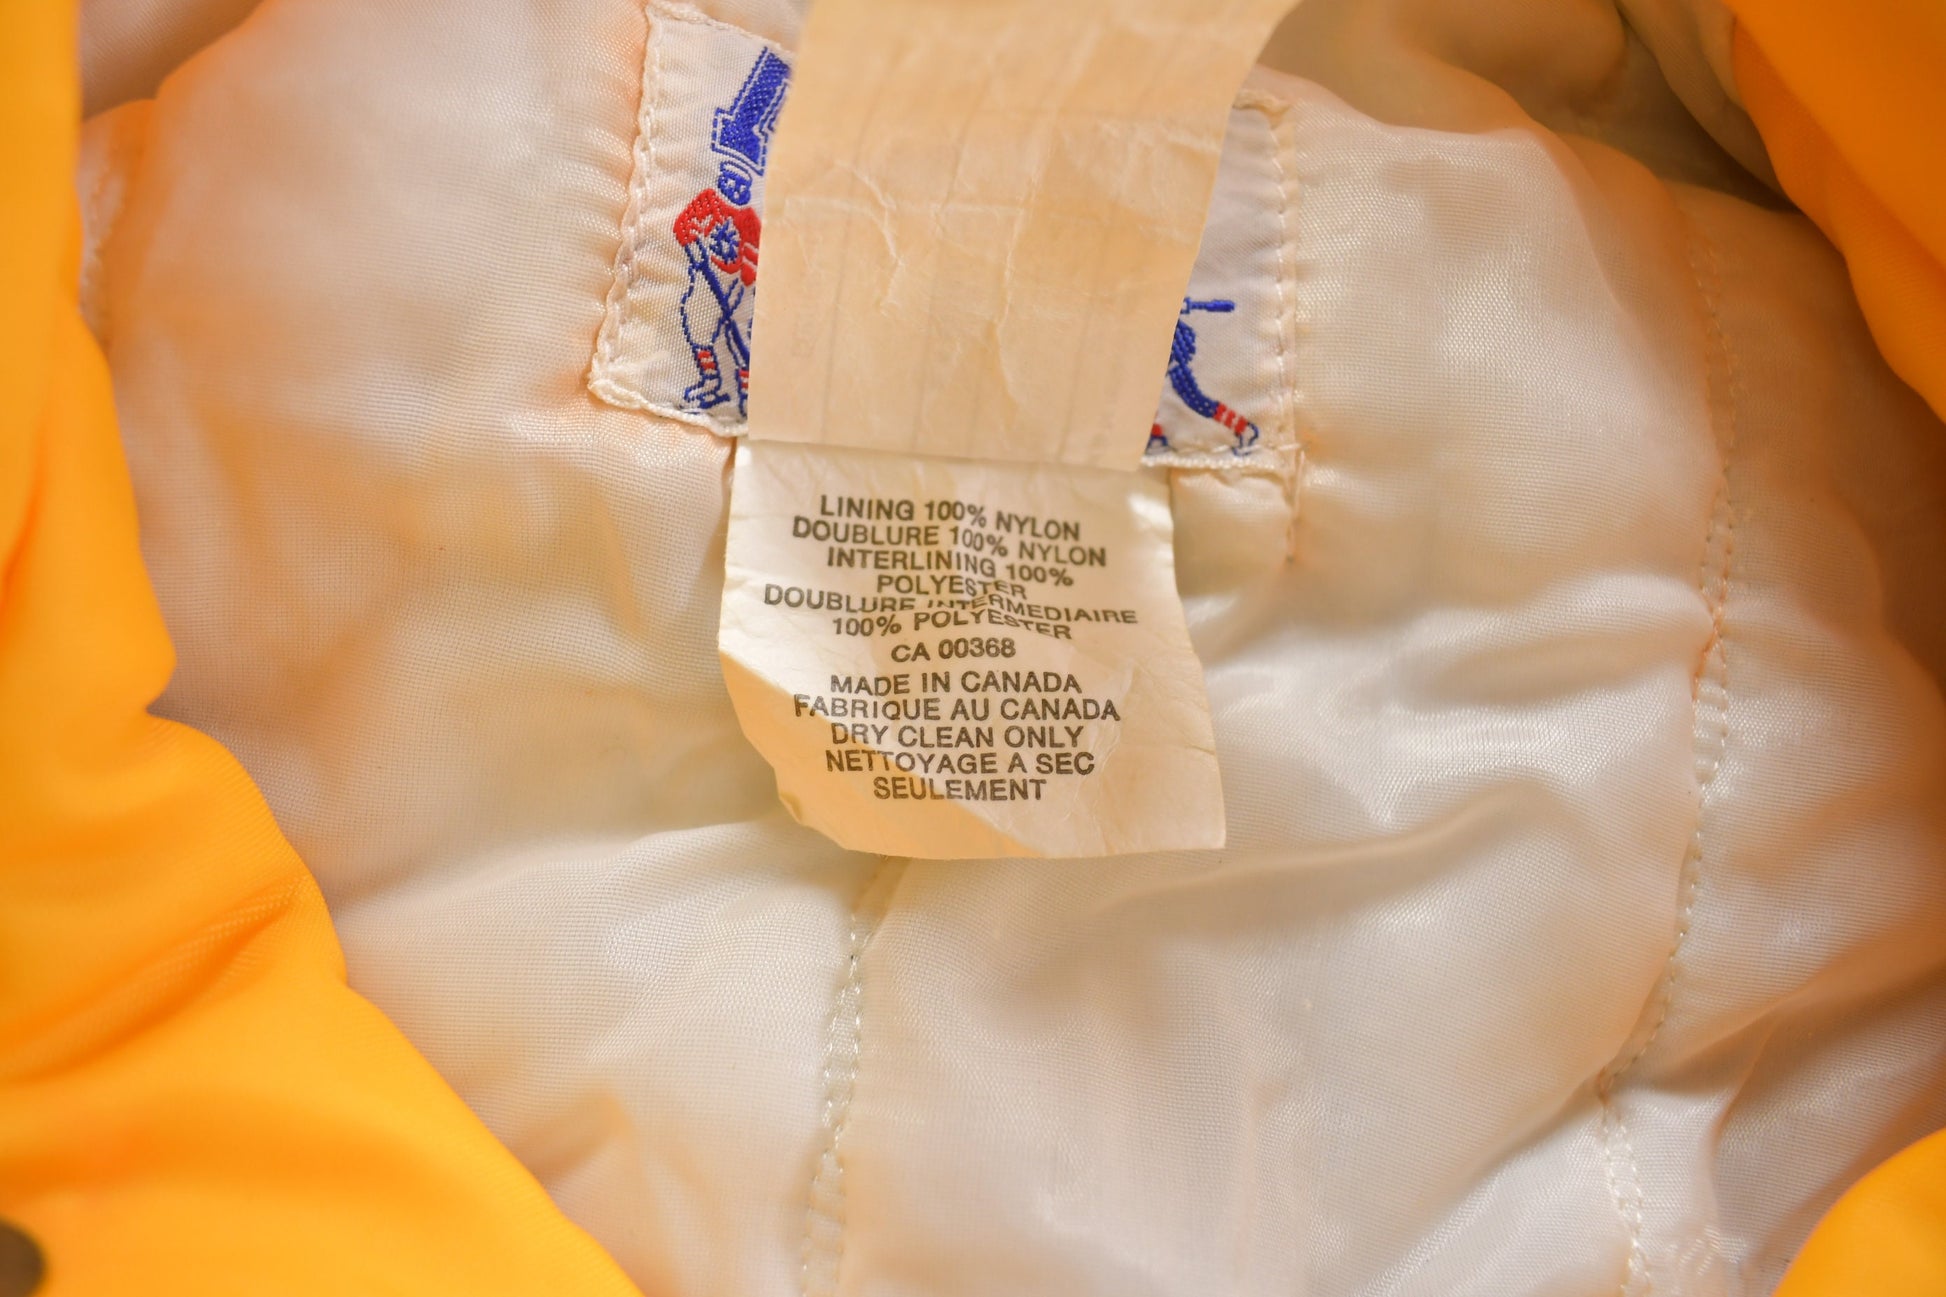 LINING 100% NYLON
DOUBLURE 100% NYLON
INTERLINING 100%
POLYESTER
DOUBLURE INTERMEDIAIRE
100% POLYESTER
CA 00368
MADE IN CANADA
FABRIQUE AU CANADA
DRY CLEAN ONLY
NETTOYAGE A SEC
SEULEMENT